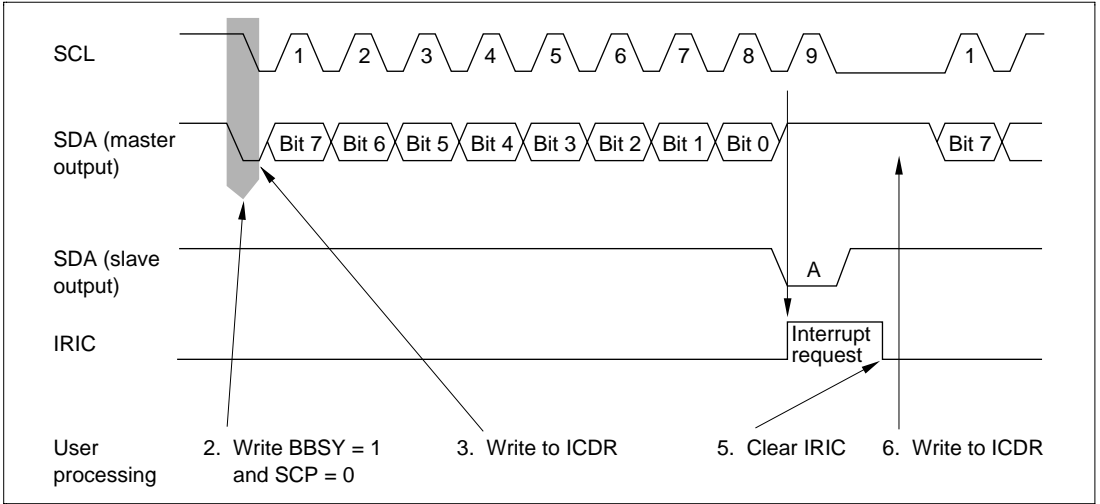 SCL
1 2 3 4 5 6 7 8 9 1
SDA (master
output)
Bit 7 Bit 6 Bit 5 Bit 4 Bit 3 Bit 2 Bit 1 Bit 0 Bit 7
SDA (slave
output)
A
IRIC
Interrupt
request
User
processing
2. Write BBSY = 1
and SCP = 0
3. Write to ICDR
5. Clear IRIC
6. Write to ICDR